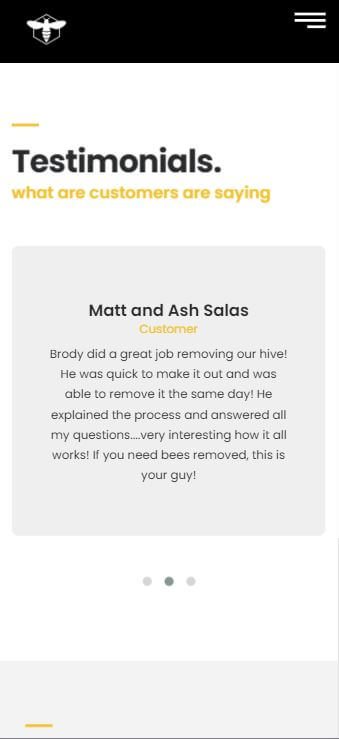 Testimonials.
what are customers are saying
Matt and Ash Salas
Customer
Brody did a great job removing our hive!
He was quick to make it out and was
able to remove it the same day! He
explained the process and answered all
my questions....very interesting how it all
works! If you need bees removed, this is
your guy!